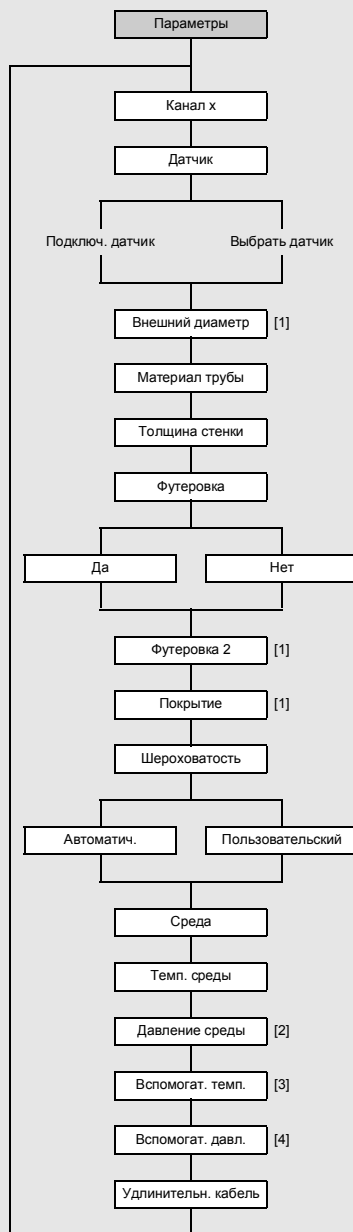 Параметры
Канал x
Датчик
Подключ. датчик
Выбрать датчик
Внешний диаметр [1]
Материал трубы
Толщина стенки
Футеровка
Да
Нет
Футеровка 2 [1]
Покрытие [1]
Шероховатость
Автоматич.
Пользовательский
Среда
Темп. среды
Давление среды [2]
Вспомогат. темп. [3]
Вспомогат. давл. [4]
Удлинительн. кабель